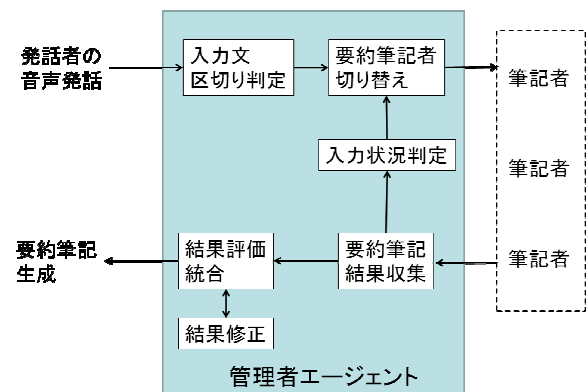 発話者の
音声発話
入力文
区切り判定
要約筆記者
切り替え
筆記者
入力状況判定
筆記者
要約筆記
生成
結果評価
統合
要約筆記
結果収集
筆記者
結果修正
管理者エージェント